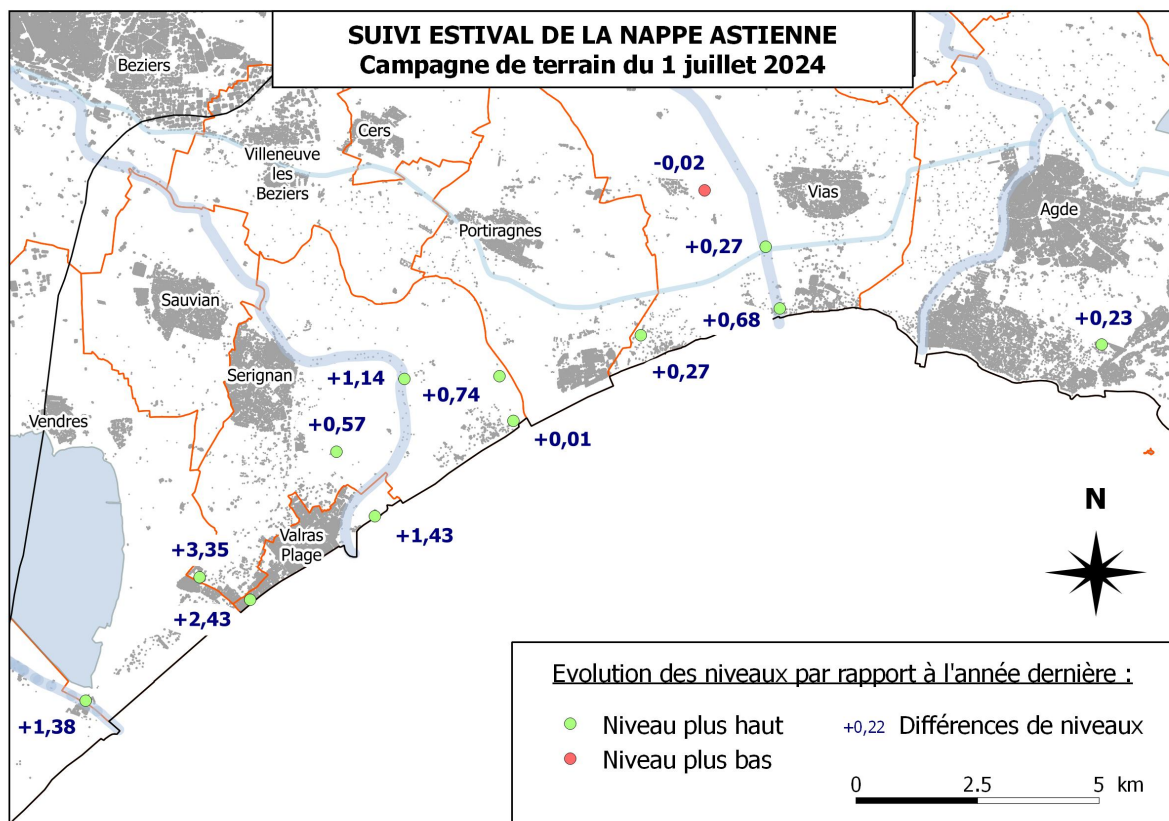 SUIVI ESTIVAL DE LA NAPPE ASTIENNE
Campagne de terrain du 1 juillet 2024
Beziers
Villeneuve
les
Beziers
Cers
-0,02
Vias
Agde
Portiragnes
+0,27
Sauvian
+0,68
+0,23
Serignan
+1,14
+0,74
+0,27
Vendres
+0,57
+0,01
Valras
Plage
+1,43
+3,35
+2,43
+1,38
N
Evolution des niveaux par rapport à l'année dernière :
Niveau plus haut
+0,22 Différences de niveaux
Niveau plus bas
0 2.5 5 km